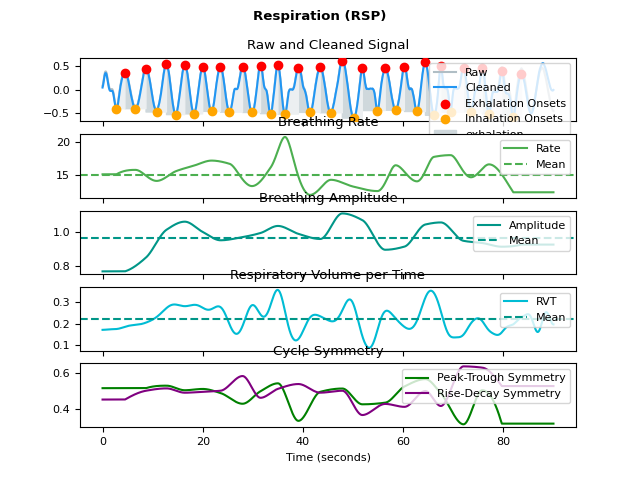 Respiration (RSP)
Raw and Cleaned Signal
0.5
0.0
−0.5
Raw
Cleaned
Exhalation Onsets
Inhalation Onsets
exhalation
Breathing Rate
20
15
Rate
Mean
Breathing Amplitude
1.0
0.8
Amplitude
Mean
Respiratory Volume per Time
0.3
0.2
0.1
RVT
Mean
Cycle Symmetry
0.6
0.4
Peak-Trough Symmetry
Rise-Decay Symmetry
0 20 40 60 80
Time (seconds)